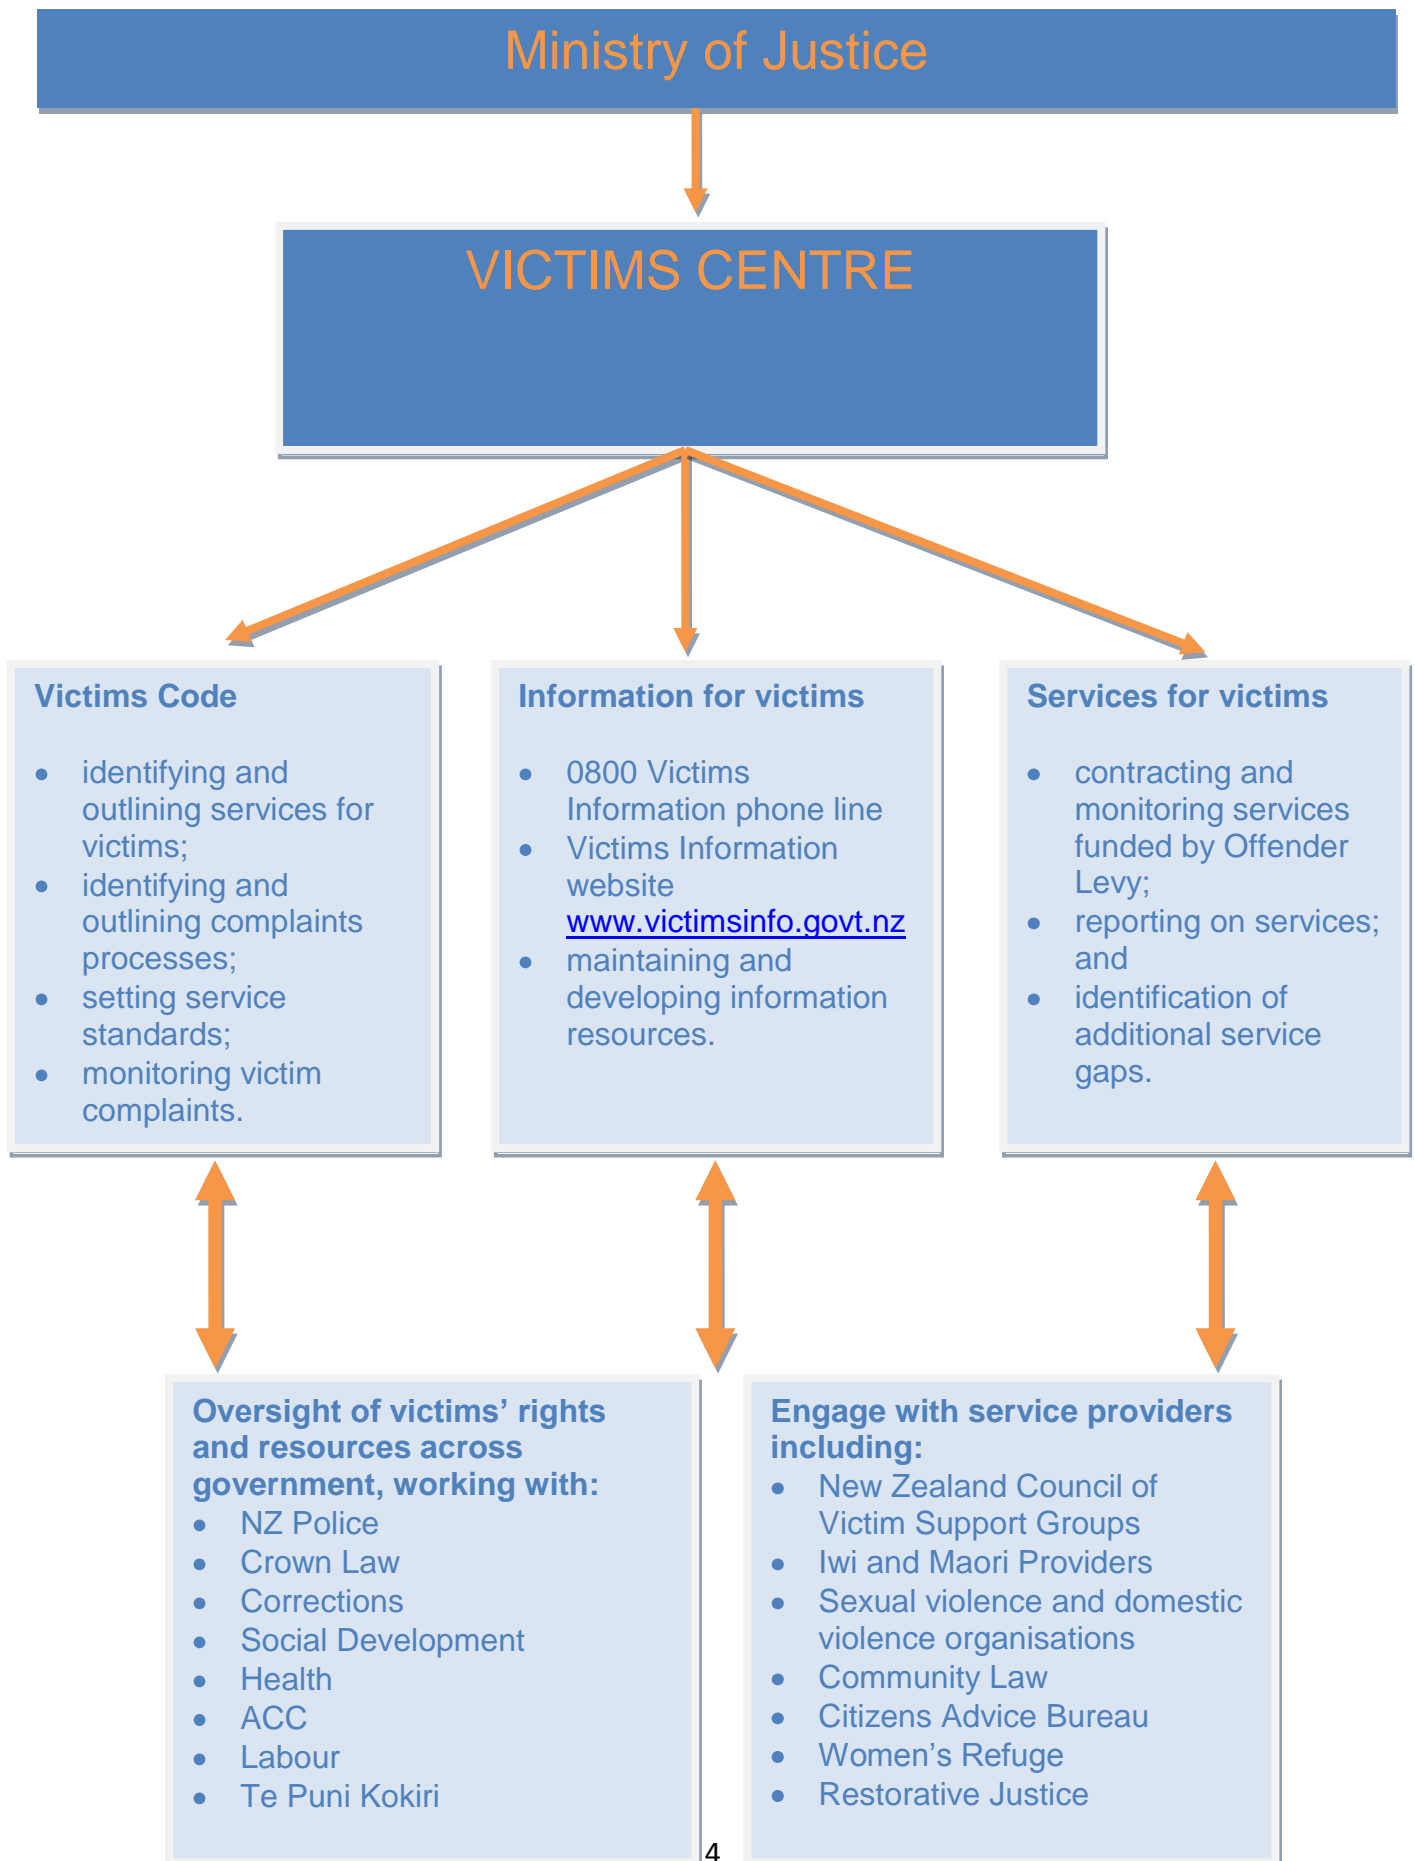 Ministry of Justice
VICTIMS CENTRE
Victims Code
• identifying and
outlining services for
victims;
• identifying and
outlining complaints
processes;
• setting service
standards;
• monitoring victim
complaints.
Information for victims
• 0800 Victims
Information phone line
• Victims Information
website
www.victimsinfo.govt.nz
• maintaining and
developing information
resources.
Services for victims
• contracting and
monitoring services
funded by Offender
Levy;
• reporting on services;
and
• identification of
additional service
gaps.
Oversight of victims’ rights
and resources across
government, working with:
• NZ Police
• Crown Law
• Corrections
• Social Development
• Health
• ACC
• Labour
• Te Puni Kokiri
Engage with service providers
including:
• New Zealand Council of
Victim Support Groups
• Iwi and Maori Providers
• Sexual violence and domestic
violence organisations
• Community Law
• Citizens Advice Bureau
• Women’s Refuge
• Restorative Justice
4